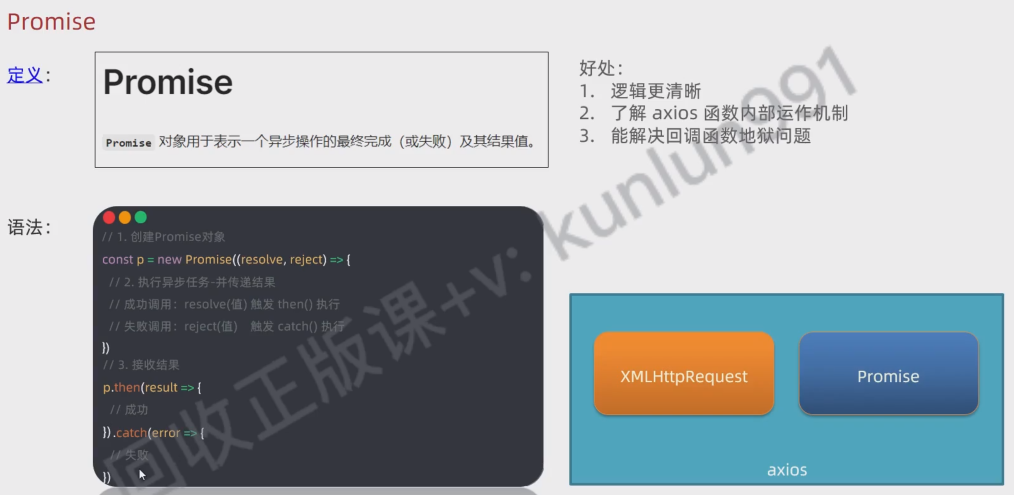 Promise
定义：
Promise
Promise 对象用于表示一个异步操作的最终完成（或失败）及其结果值。
好处：
1. 逻辑更清晰
2. 了解 axios 函数内部运作机制
3. 能解决回调函数地狱问题
语法：
// 1. 创建Promise对象
const p = new Promise((resolve, reject) => {
// 2. 执行异步任务-并传递结果
// 成功调用：resolve(值) 触发 then() 执行
// 失败调用：reject(值) 触发 catch() 执行
})
// 3. 接收结果
p.then(result => {
// 成功
}).catch(error => {
// 失败
})
XMLHttpRequest
Promise
axios
回收正版课+v: kunlun991